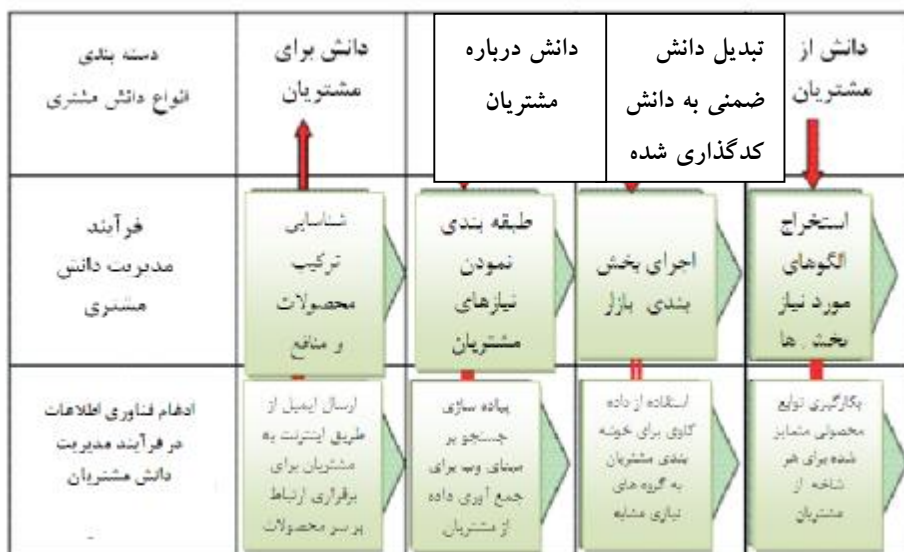 دسته بندی
انواع دانش مشتری
دانش برای
مشتریان
دانش درباره
مشتریان
تبدیل دانش
ضمنی به دانش
کدگذاری شده
دانش از
مشتریان
فرآیند
مدیریت دانش
مشتری
شناسایی
ترکیب
محصولات
و منافع
طبقه بندی
نمودن
نیازهای
مشتریان
اجرای بخش
بندی بازار
استخراج
الگوهای
مورد نیاز
بخش ها
ادغام فناوری اطلاعات
در فرآیند مدیریت
دانش مشتریان
ارسال ایمیل از
طریق اینترنت به
مشتریان برای
برقراری ارتباط
بر سر محصولات
پیاده سازی
جستجو بر
مبنای وب برای
جمع آوری داده
از مشتریان
استفاده از داده
کاوی برای خوشه
بندی مشتریان
به گروه های
نیازی مشابه
بکارگیری توابع
محصولی متمایز
شده برای هر
شاخه از
مشتریان